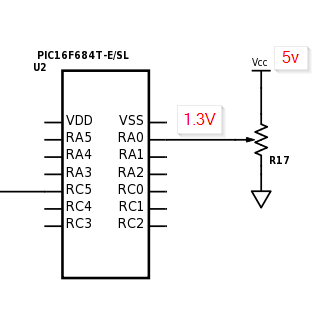 PIC16F684T-E/SL
U2
Vcc
5v
1.3V
VDD VSS
RA5 RA0
RA4 RA1
RA3 RA2
RC5 RC0
RC4 RC1
RC3 RC2
R17